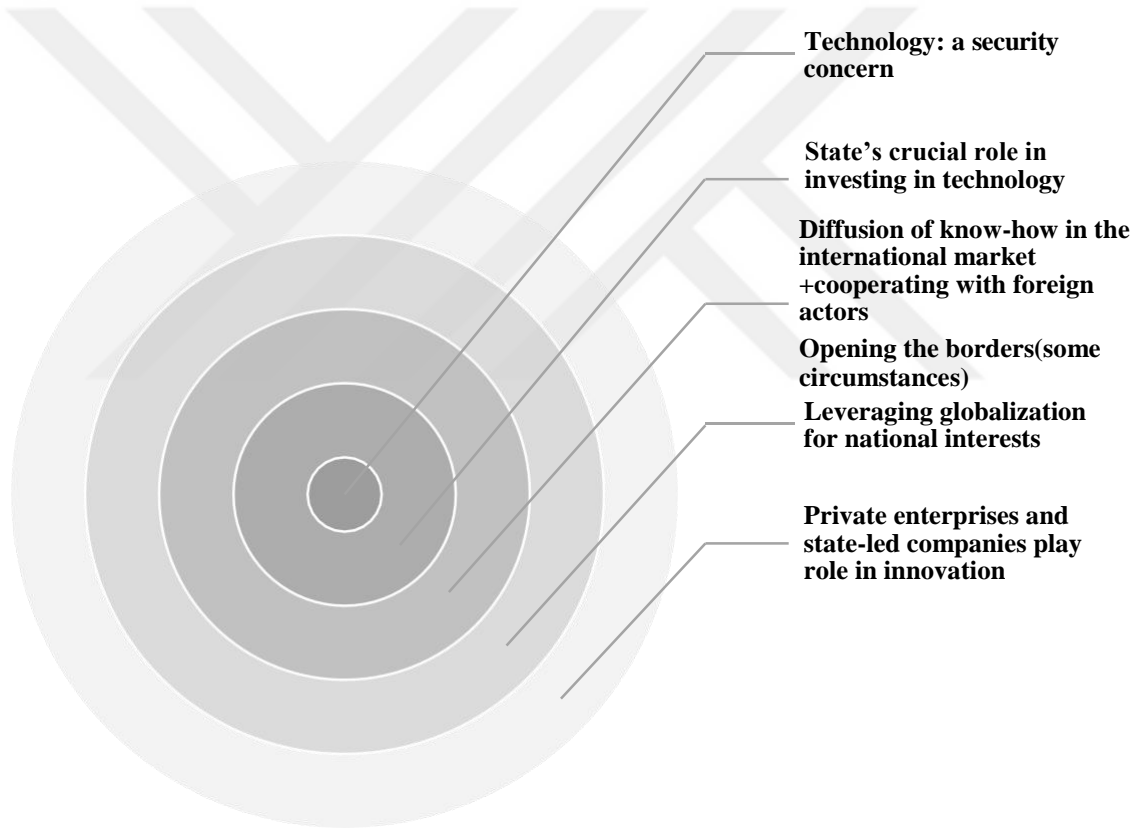 Technology: a security
concern
State’s crucial role in
investing in technology
Diffusion of know-how in the
international market
+cooperating with foreign
actors
Opening the borders(some
circumstances)
Leveraging globalization
for national interests
Private enterprises and
state-led companies play
role in innovation